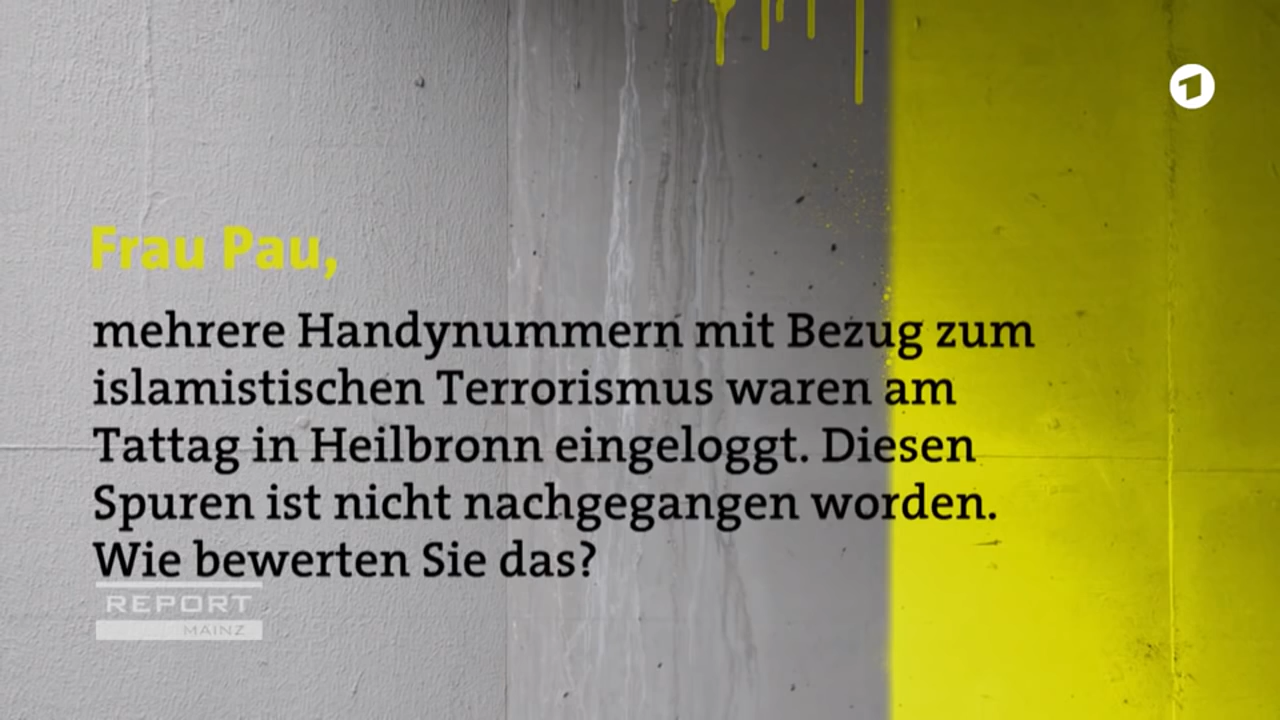 Frau Pau,
mehrere Handynummern mit Bezug zum
islamistischen Terrorismus waren am
Tattag in Heilbronn eingeloggt. Diesen
Spuren ist nicht nachgegangen worden.
Wie bewerten Sie das?
REPORT
MAINZ